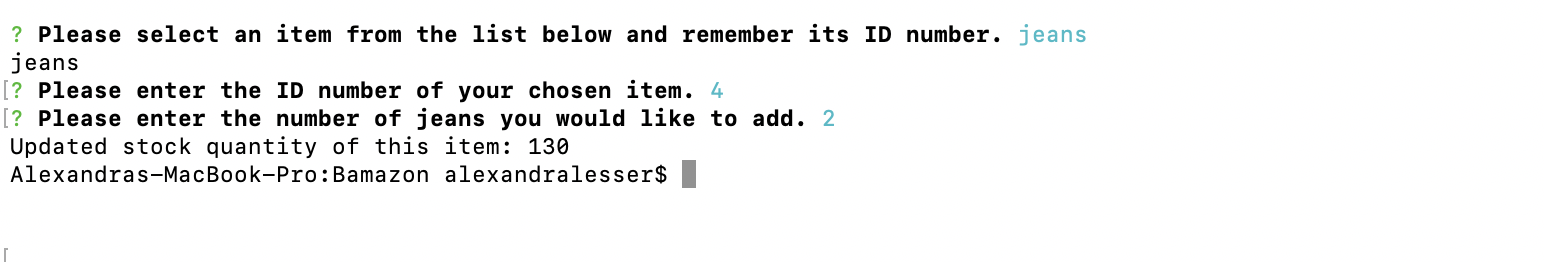 ? Please select an item from the list below and remember its ID number. jeans
jeans
[? Please enter the ID number of your chosen item. 4
[? Please enter the number of jeans you would like to add. 2
Updated stock quantity of this item: 130
Alexandras-MacBook-Pro:Bamazon alexandralesser$
[